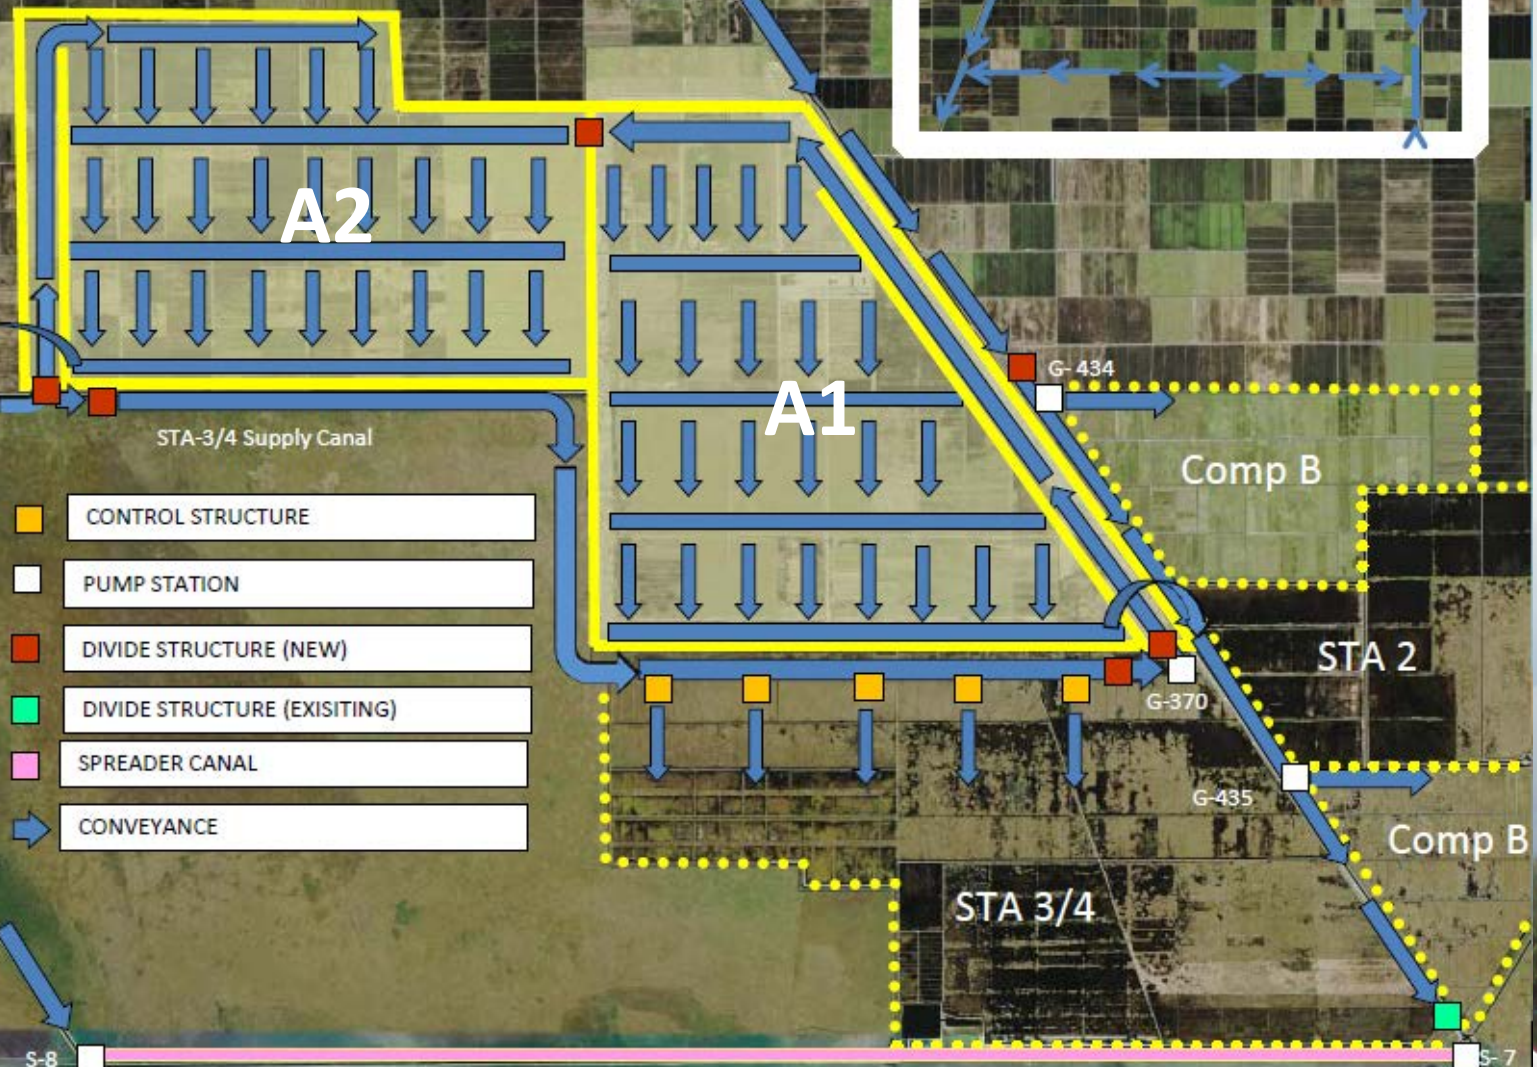 A2
G- 434
A1
STA-3/4 Supply Canal
Comp B
CONTROL STRUCTURE
PUMP STATION
DIVIDE STRUCTURE (NEW)
STA 2
G-370
DIVIDE STRUCTURE (EXISITING)
SPREADER CANAL
G-435
CONVEYANCE
Comp B
STA 3/4
S-8
S- 7